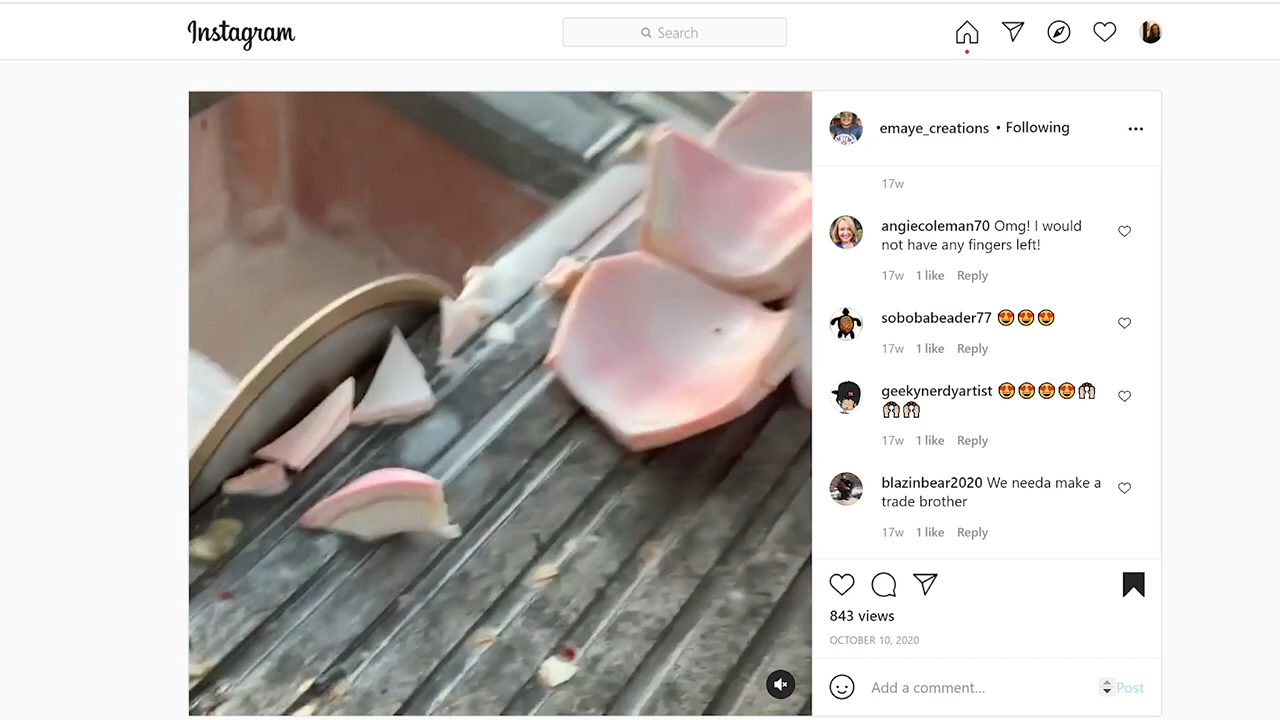 Instagram
Search
emaye_creations • Following
17w
angiecoleman70 Omg! I would
not have any fingers left!
17w 1 like Reply
sobobabeader77 😍😍😍
17w 1 like Reply
geekynerdyartist 😍😍😍😍🙌🏻
🙌🏻🙌🏻
17w 1 like Reply
blazinbear2020 We needa make a
trade brother
17w 1 like Reply
843 views
OCTOBER 10, 2020
Add a comment... Post